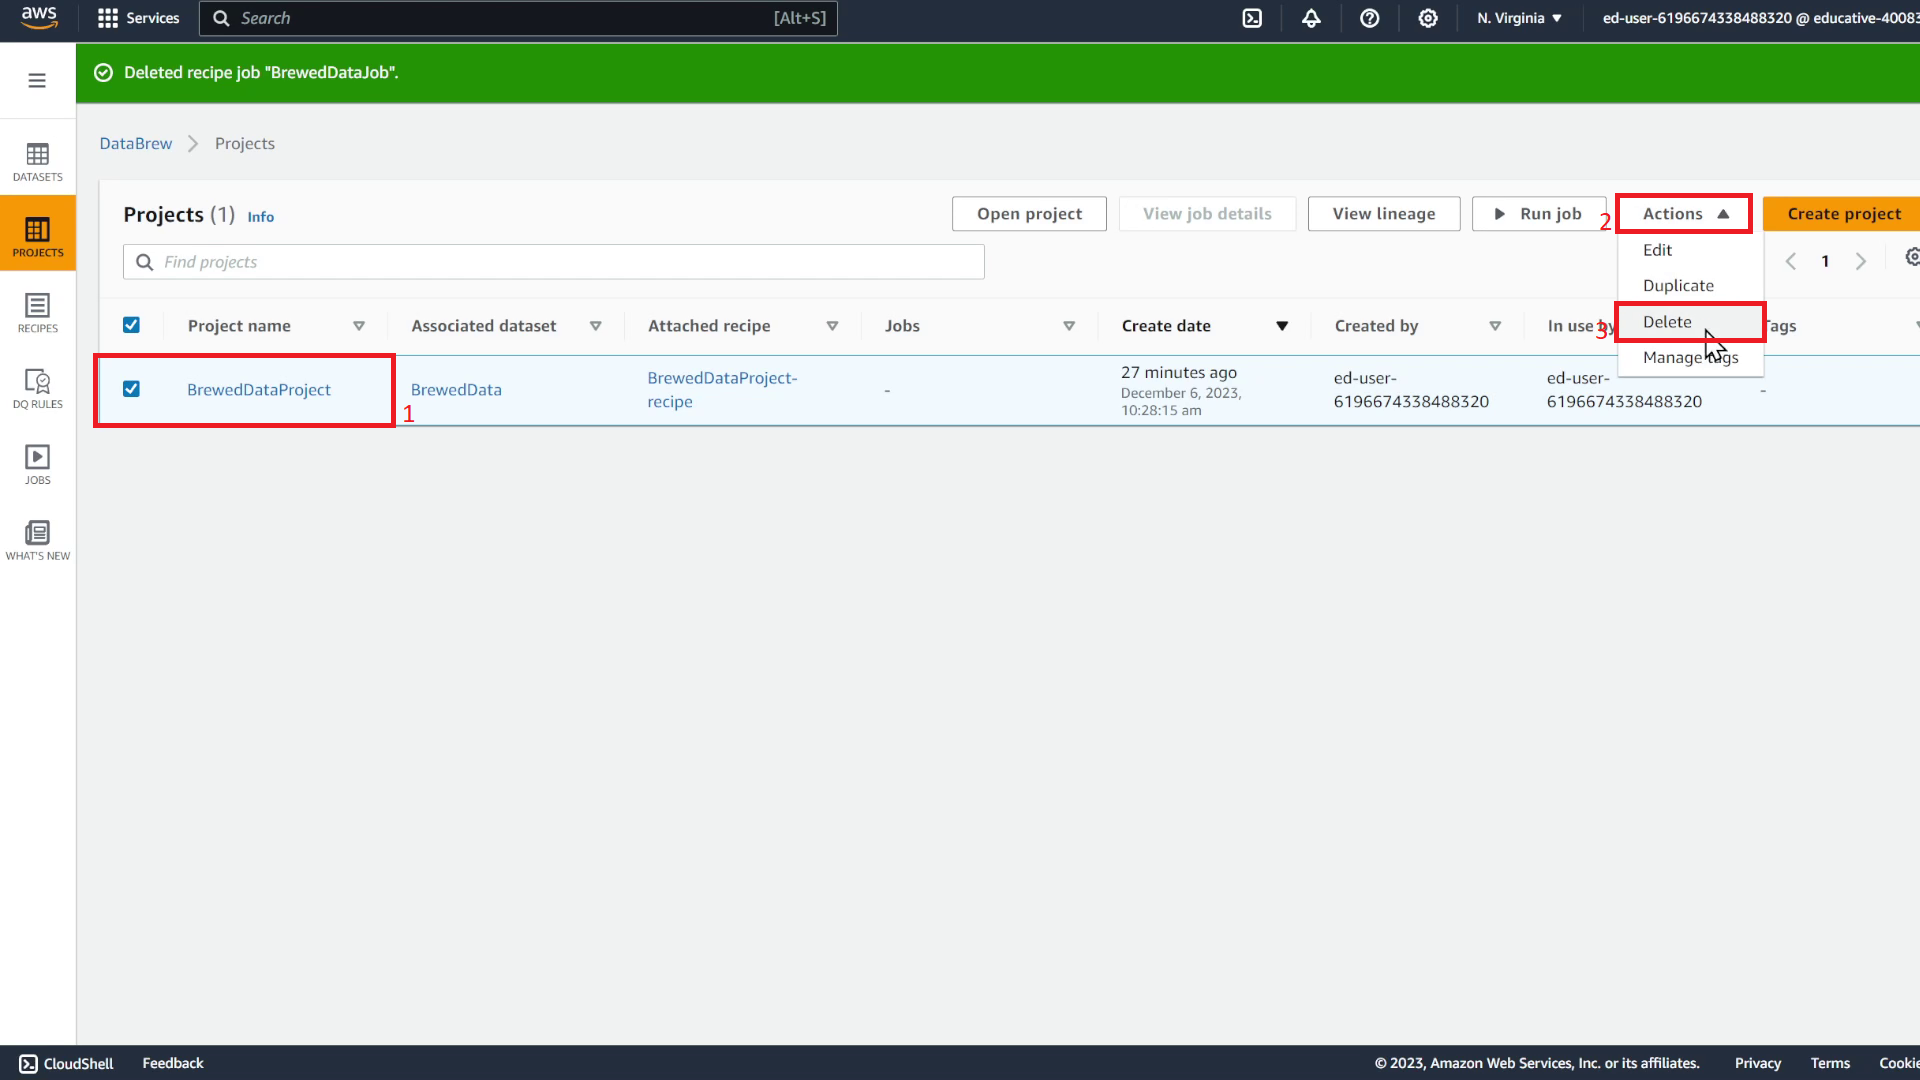 aws
Services
Search
[Alt+S]
N. Virginia
ed-user-6196674338488320 @ educative-40083
Deleted recipe job "BrewedDataJob".
DataBrew
Projects
DATASETS
PROJECTS
RECIPES
DQ RULES
JOBS
WHAT'S NEW
Projects (1) Info
Open project
View job details
View lineage
Run job
2
Actions
Create project
Find projects
Edit
Duplicate
3
Delete
Manage tags
1
Project name
Associated dataset
Attached recipe
Jobs
Create date
Created by
In use by
Tags
BrewedDataProject
1
BrewedData
BrewedDataProject-
recipe
-
27 minutes ago
December 6, 2023,
10:28:15 am
ed-user-
6196674338488320
ed-user-
6196674338488320
-
CloudShell
Feedback
© 2023, Amazon Web Services, Inc. or its affiliates.
Privacy
Terms
Cookie